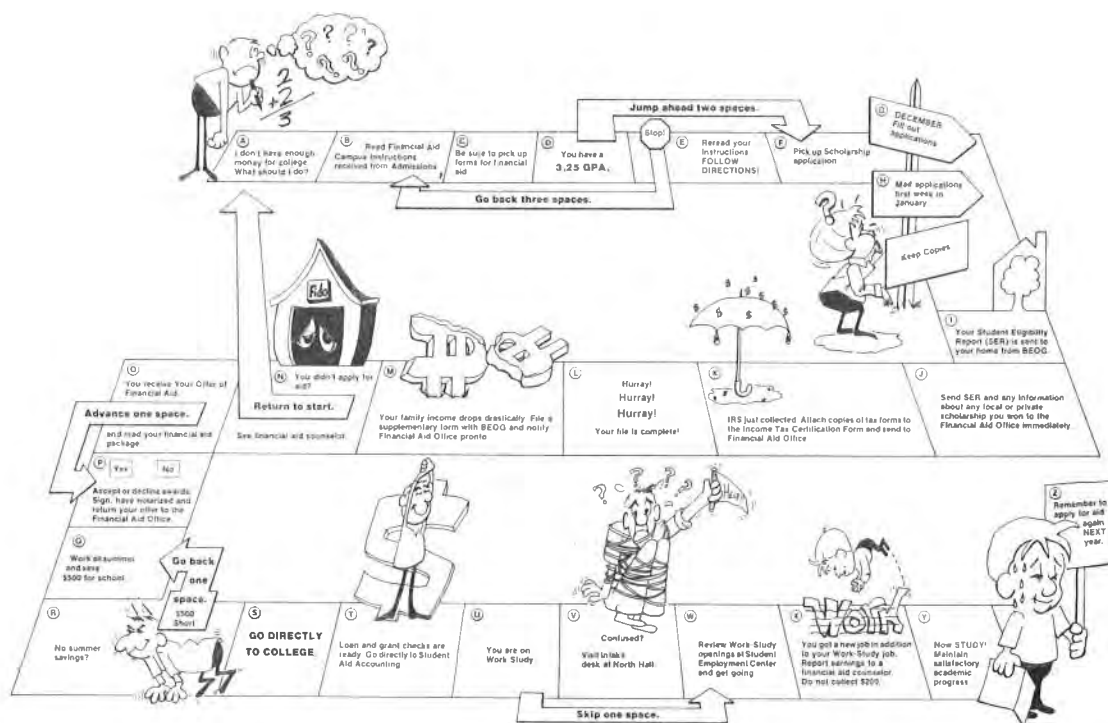 2
+2
3
Jump ahead two spaces.
A
I don't have enough
money for college
What should I do?
B
Read Financial Aid
Campus Instructions
received from Admissions
C
Be sure to pick up
forms for financial
aid
D
You have a
3.25 GPA.
Stop!
E
Reread your
Instructions
FOLLOW
DIRECTIONS!
F
Pick up Scholarship
application
G
DECEMBER
Fill out
applications
Go back three spaces.
H
Mail applications
first week in
January
Keep Copies
I
Your Student Eligibility
Report (SER) is sent to
your home from BEOG.
J
Send SER and any information
about any local or private
scholarship you won to the
Financial Aid Office immediately.
K
IRS just collected. Attach copies of tax forms to
the Income Tax Certification Form and send to
Financial Aid Office
L
Hurray!
Hurray!
Hurray!
Your file is complete!
M
Your family income drops drastically. File a
supplementary form with BEOG and notify
Financial Aid Office pronto
Fido
N
You didn't apply for
aid?
Return to start.
See financial aid counselor.
O
You receive Your Offer of
Financial Aid.
Advance one space.
and read your financial aid
package
P
Yes
No
Accept or decline awards.
Sign, have notarized and
return your offer to the
Financial Aid Office.
Q
Work all summer
and save
$500 for school.
Go back
one
space.
$500
Short
R
No summer
savings?
S
GO DIRECTLY
TO COLLEGE
T
Loan and grant checks are
ready. Go directly to Student
Aid Accounting
U
You are on
Work Study
V
Confused?
Visit Intake
desk at North Hall.
HELP!
W
Review Work-Study
openings at Student
Employment Center
and get going
Skip one space.
X
WORK
You got a new job in addition
to your Work-Study job.
Report earnings to a
financial aid counselor.
Do not collect $200.
Y
Now STUDY!
Maintain
satisfactory
academic
progress
Z
Remember to
apply for aid
again
NEXT
year.